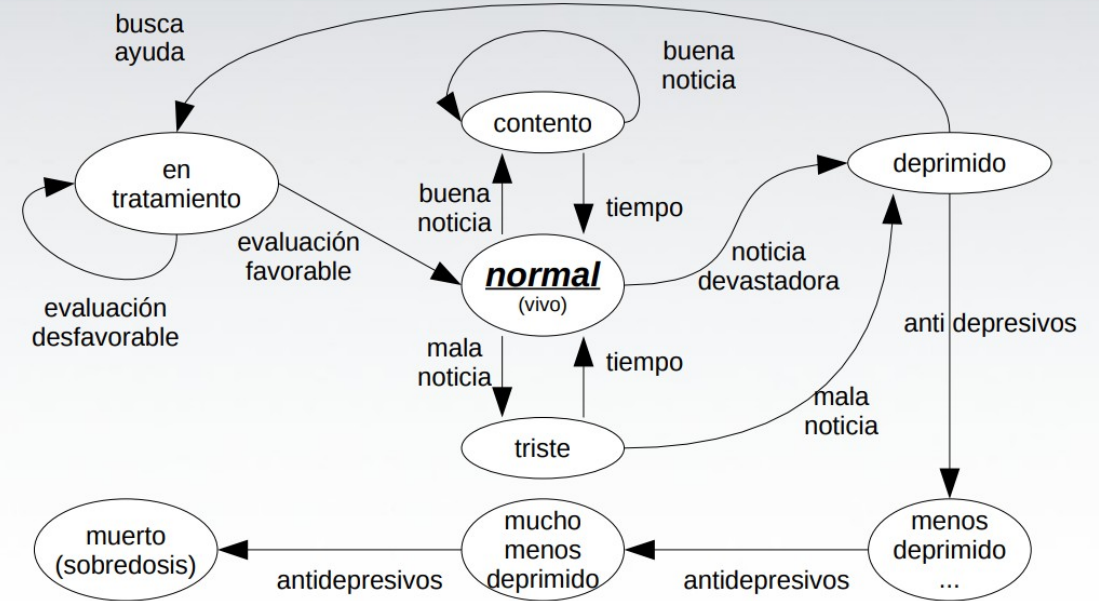 busca
ayuda
buena
noticia
contento
en
tratamiento
deprimido
buena
noticia
tiempo
evaluación
favorable
normal
(vivo)
noticia
devastadora
evaluación
desfavorable
anti depresivos
mala
noticia
tiempo
mala
noticia
triste
muerto
(sobredosis)
mucho
menos
deprimido
menos
deprimido
...
antidepresivos
antidepresivos